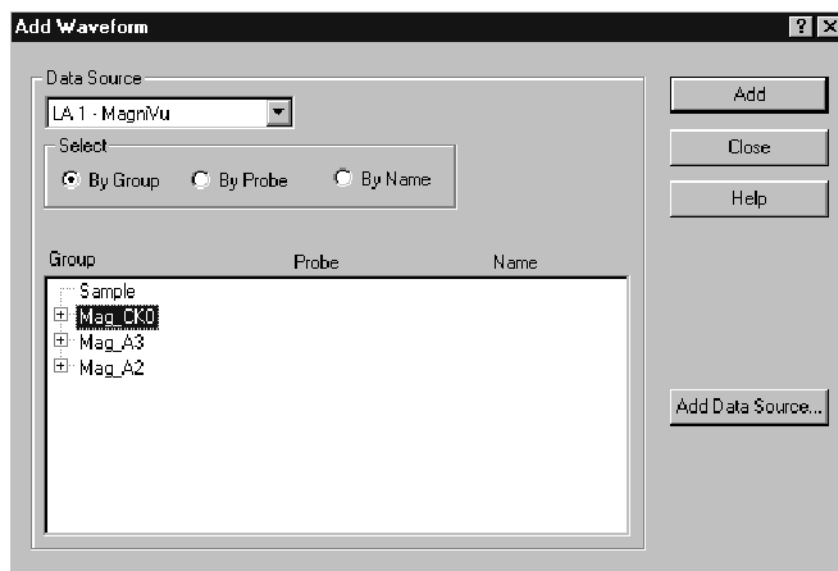 Add Waveform
Data Source
LA 1 - MagniVu
Select
By Group By Probe By Name
Group Probe Name
Sample
Mag_CK0
Mag_A3
Mag_A2
Add
Close
Help
Add Data Source...